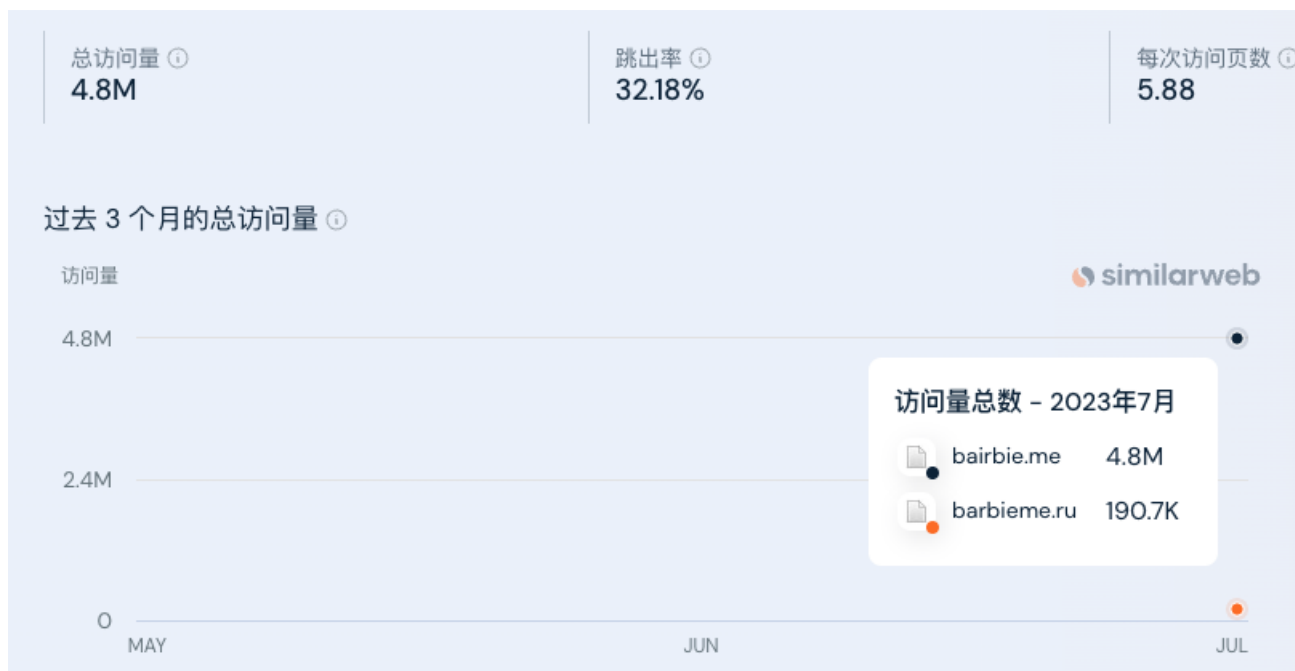 总访问量
4.8M
跳出率
32.18%
每次访问页数
5.88
过去 3 个月的总访问量
访问量
similarweb
4.8M
访问量总数 - 2023年7月
bairbie.me 4.8M
2.4M
barbieme.ru 190.7K
0
MAY JUN JUL